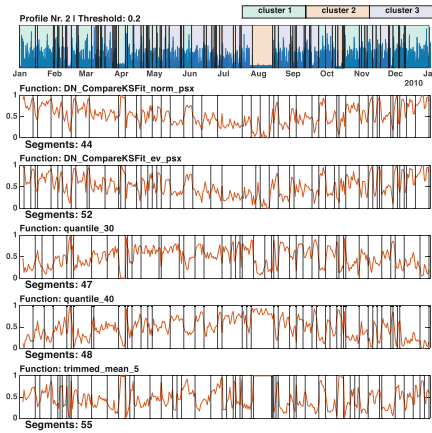 cluster 1 cluster 2 cluster 3
Profile Nr. 2 | Threshold: 0.2
Jan Feb Mar Apr May Jun Jul Aug Sep Oct Nov Dec Ja
2010
Function: DN_CompareKSFit_norm_psx
1
0.5
0
Segments: 44
Function: DN_CompareKSFit_ev_psx
1
0.5
0
Segments: 52
Function: quantile_30
1
0.5
0
Segments: 47
Function: quantile_40
1
0.5
0
Segments: 48
Function: trimmed_mean_5
1
0.5
0
Segments: 55